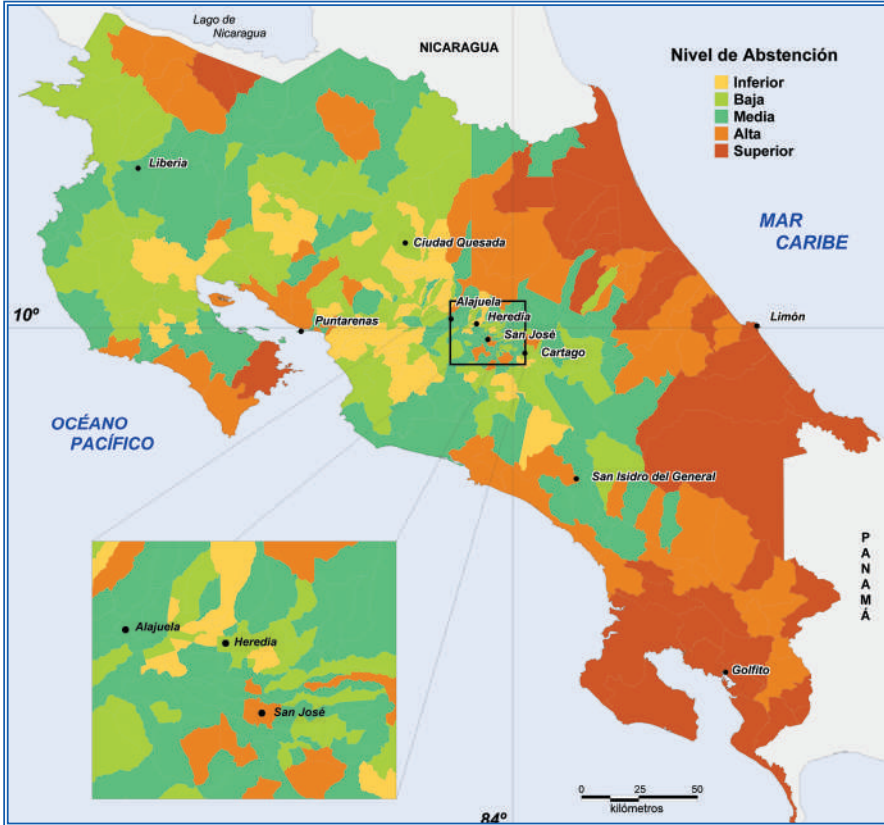 Lago de
Nicaragua
NICARAGUA
Nivel de Abstención
Inferior
Baja
Media
Alta
Superior
Liberia
Ciudad Quesada
MAR
CARIBE
10º
Alajuela
Heredia
San José
Cartago
Puntarenas
Limón
OCÉANO
PACÍFICO
San Isidro del General
PANAMÁ
Alajuela
Heredia
San José
Golfito
0 25 50
kilómetros
84º